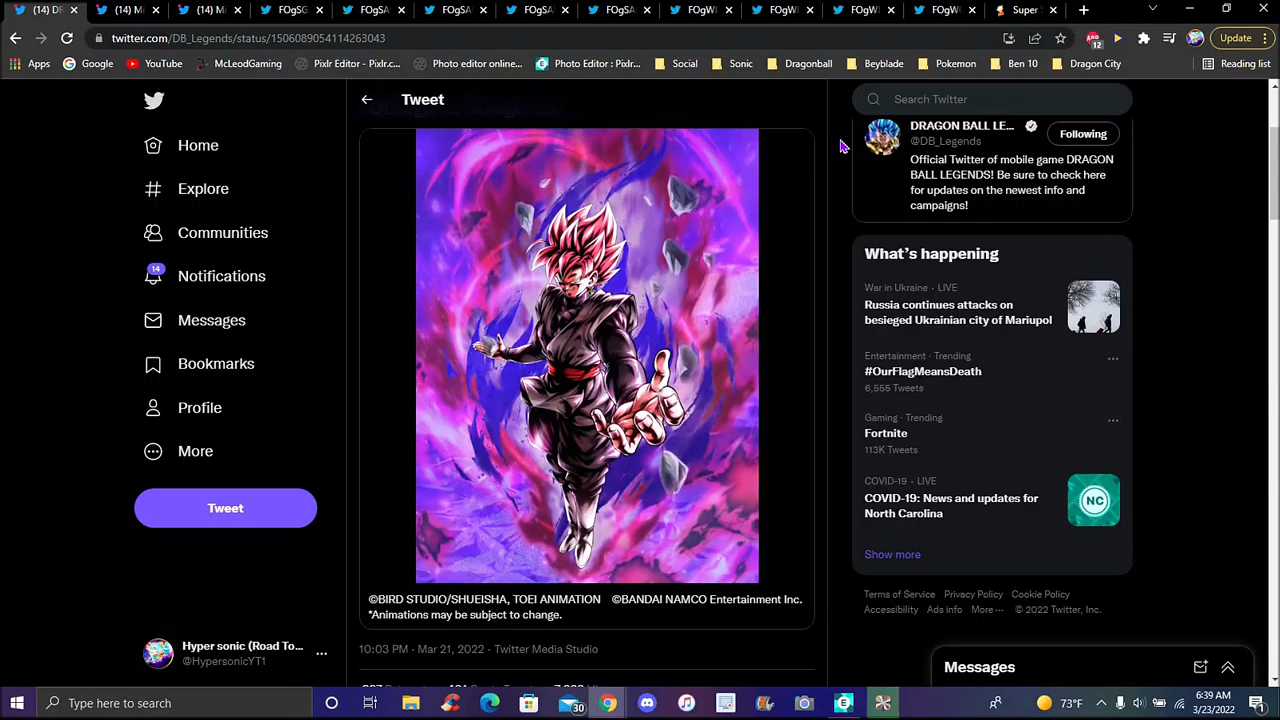 (14) DF
(14) Mi
(14) Mi
FOgSG
FOgSA
FOgSA
FOgSA
FOgSA
FOgWI
FOgWI
FOgWI
Super S
twitter.com/DB_Legends/status/1506089054114263043
12
Update
Apps
Google
YouTube
McLeodGaming
Pixlr Editor - Pixlr.c...
Photo editor online...
Photo Editor : Pixr...
Social
Sonic
Dragonball
Beyblade
Pokemon
Ben 10
Dragon City
Reading list
Tweet
Home
Explore
Communities
14
Notifications
Messages
Bookmarks
Profile
More
Tweet
Hyper sonic (Road To...
@HypersonicYT1
©BIRD STUDIO/SHUEISHA, TOEI ANIMATION ©BANDAI NAMCO Entertainment Inc.
*Animations may be subject to change.
10:03 PM · Mar 21, 2022 · Twitter Media Studio
Search Twitter
DRAGON BALL LE...
@DB_Legends
Following
Official Twitter of mobile game DRAGON
BALL LEGENDS! Be sure to check here
for updates on the newest info and
campaigns!
What's happening
War in Ukraine · LIVE
Russia continues attacks on
besieged Ukrainian city of Mariupol
Entertainment · Trending
#OurFlagMeansDeath
6,555 Tweets
Gaming · Trending
Fortnite
113K Tweets
COVID-19 · LIVE
COVID-19: News and updates for
North Carolina
NC
Show more
Terms of Service Privacy Policy Cookie Policy
Accessibility Ads info More ··· © 2022 Twitter, Inc.
Messages
Type here to search
30
73°F
6:39 AM
3/23/2022
1